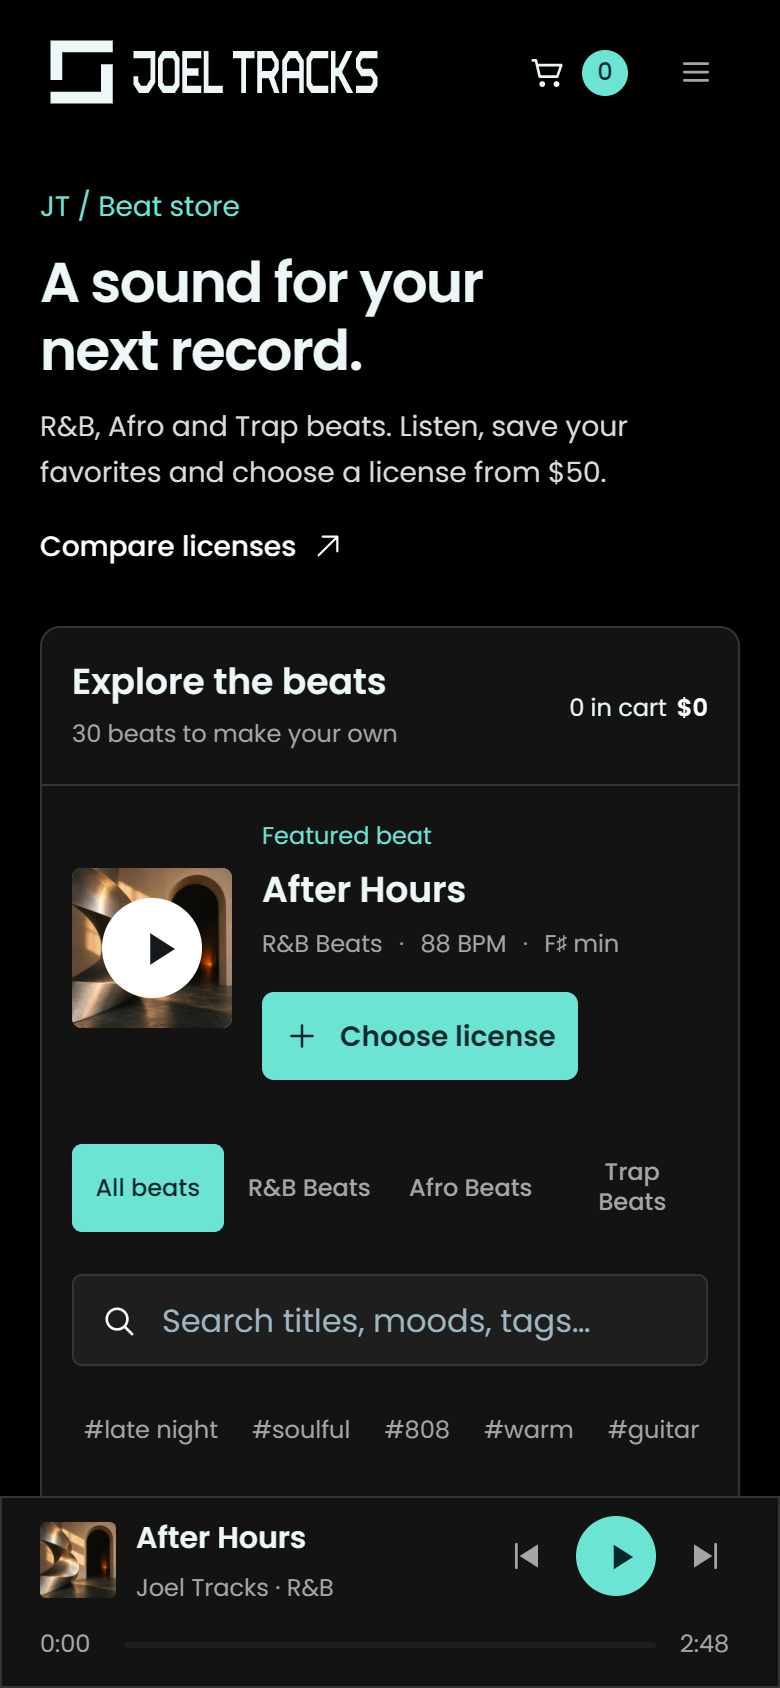 JOEL TRACKS
0
JT / Beat store
A sound for your
next record.
R&B, Afro and Trap beats. Listen, save your
favorites and choose a license from $50.
Compare licenses
Explore the beats
30 beats to make your own
0 in cart $0
Featured beat
After Hours
R&B Beats · 88 BPM · F♯ min
Choose license
All beats
R&B Beats
Afro Beats
Trap
Beats
Search titles, moods, tags...
#late night #soulful #808 #warm #guitar
After Hours
Joel Tracks · R&B
0:00
2:48